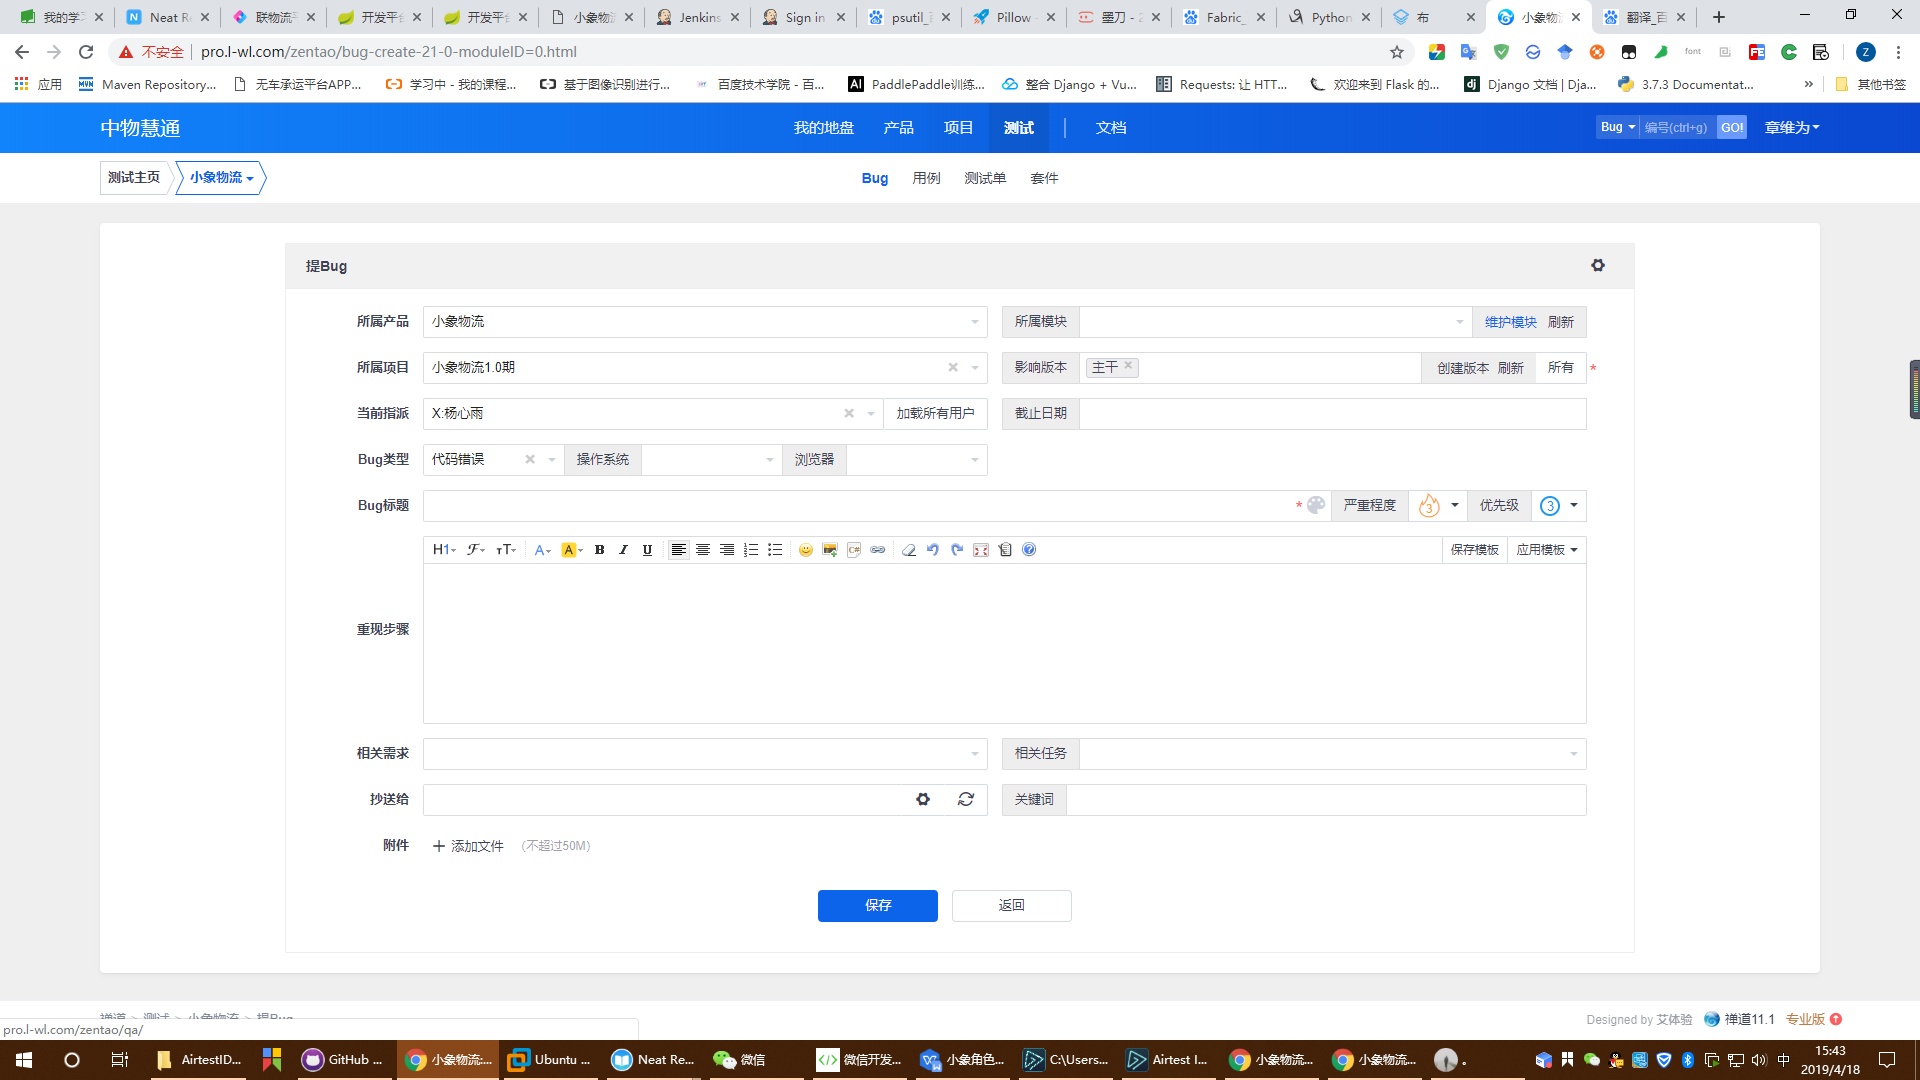 我的学 Neat R 联物流平 开发平台 开发平台 小象物流 Jenkins Sign in psutil_百 Pillow 墨刀 - 2 Fabric_ Python 布 小象物流 翻译_百
不安全 pro.l-wl.com/zentao/bug-create-21-0-moduleID=0.html
应用 Maven Repository... 无车承运平台APP... 学习中 - 我的课程... 基于图像识别进行... 百度技术学院 - 百... PaddlePaddle训练... 整合 Django + Vu... Requests: 让 HTT... 欢迎来到 Flask 的... Django 文档 | Dja... 3.7.3 Documentat... » 其他书签
中物慧通 我的地盘 产品 项目 测试 文档 Bug 编号(ctrl+g) GO! 章维为
测试主页 小象物流 Bug 用例 测试单 套件
提Bug
所属产品 小象物流 所属模块 维护模块 刷新
所属项目 小象物流1.0期 影响版本 主干 创建版本 刷新 所有 *
当前指派 X:杨心雨 加载所有用户 截止日期
Bug类型 代码错误 操作系统 浏览器
Bug标题 * 严重程度 3 优先级 3
H1 F TT A A B I U 保存模板 应用模板
重现步骤
相关需求 相关任务
抄送给 关键词
附件 添加文件 (不超过50M)
保存 返回
禅道 > 测试 > 小象物流 > 提Bug
Designed by 艾体验 禅道11.1 专业版
pro.l-wl.com/zentao/qa/
AirtestID... GitHub ... 小象物流:... Ubuntu ... Neat Re... 微信 微信开发... 小象角色... C:\Users... Airtest I... 小象物流... 小象物流... . 中 15:43
2019/4/18